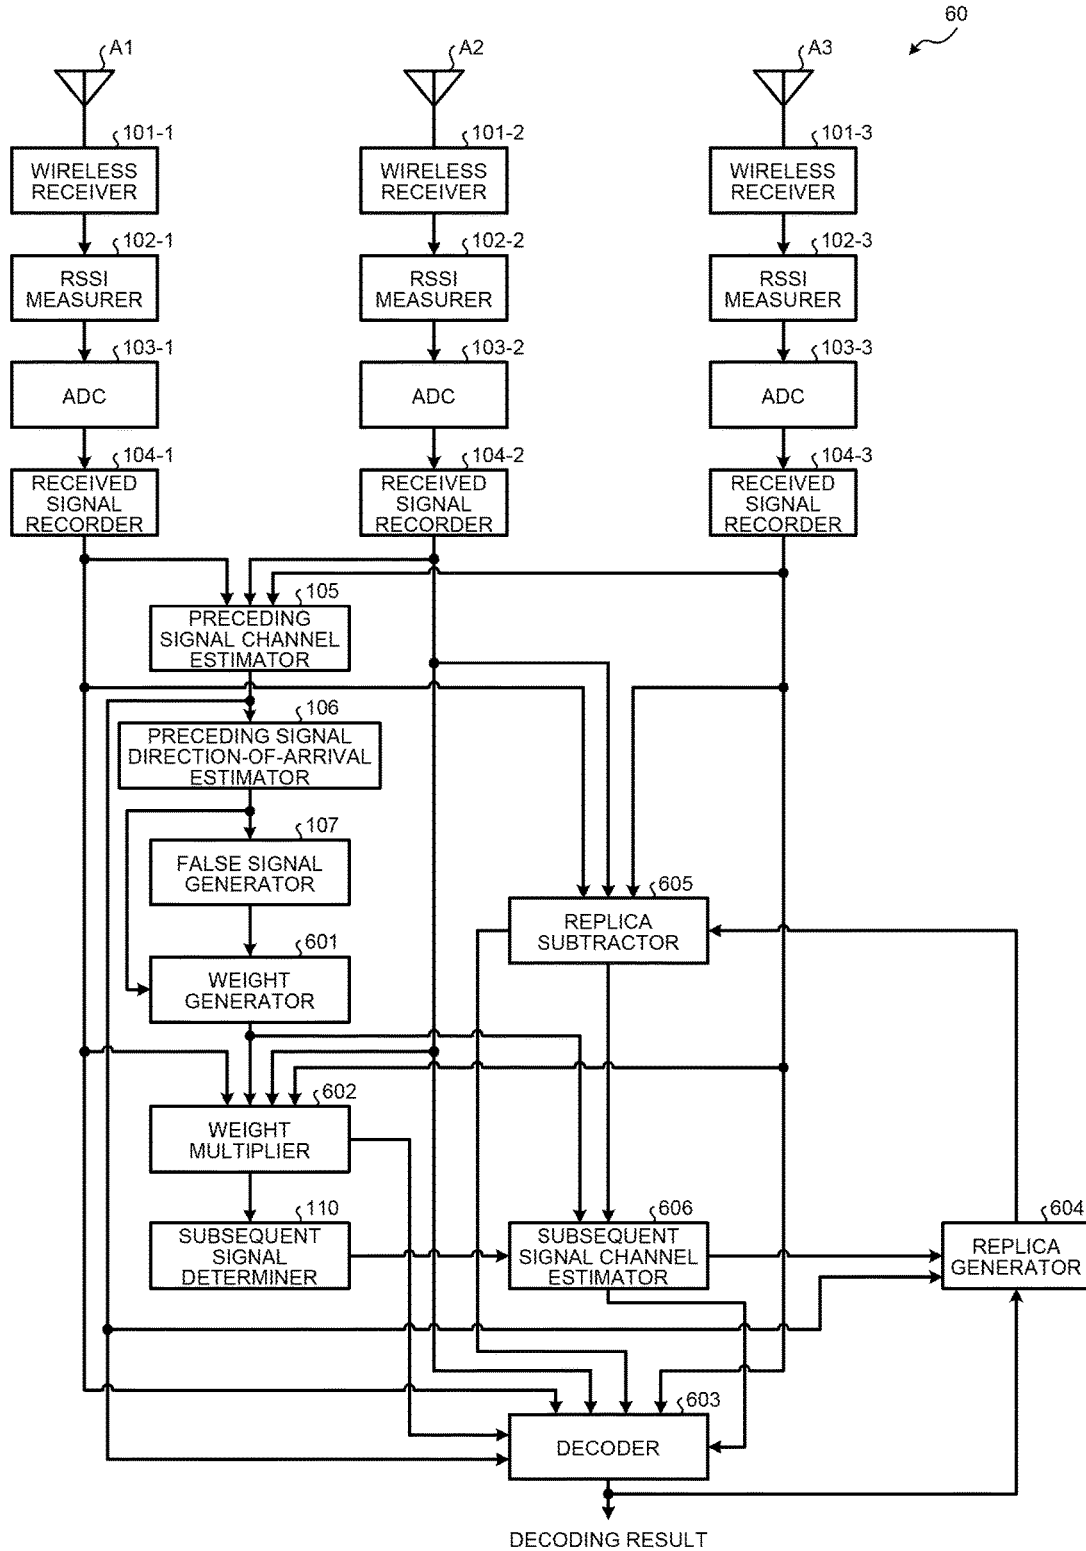 60
A1
A2
A3
101-1
101-2
101-3
WIRELESS
RECEIVER
WIRELESS
RECEIVER
WIRELESS
RECEIVER
102-1
102-2
102-3
RSSI
MEASURER
RSSI
MEASURER
RSSI
MEASURER
103-1
103-2
103-3
ADC
ADC
ADC
104-1
104-2
104-3
RECEIVED
SIGNAL
RECORDER
RECEIVED
SIGNAL
RECORDER
RECEIVED
SIGNAL
RECORDER
105
PRECEDING
SIGNAL CHANNEL
ESTIMATOR
106
PRECEDING SIGNAL
DIRECTION-OF-ARRIVAL
ESTIMATOR
107
FALSE SIGNAL
GENERATOR
605
REPLICA
SUBTRACTOR
601
WEIGHT
GENERATOR
602
WEIGHT
MULTIPLIER
110
SUBSEQUENT
SIGNAL
DETERMINER
606
SUBSEQUENT
SIGNAL CHANNEL
ESTIMATOR
604
REPLICA
GENERATOR
603
DECODER
DECODING RESULT